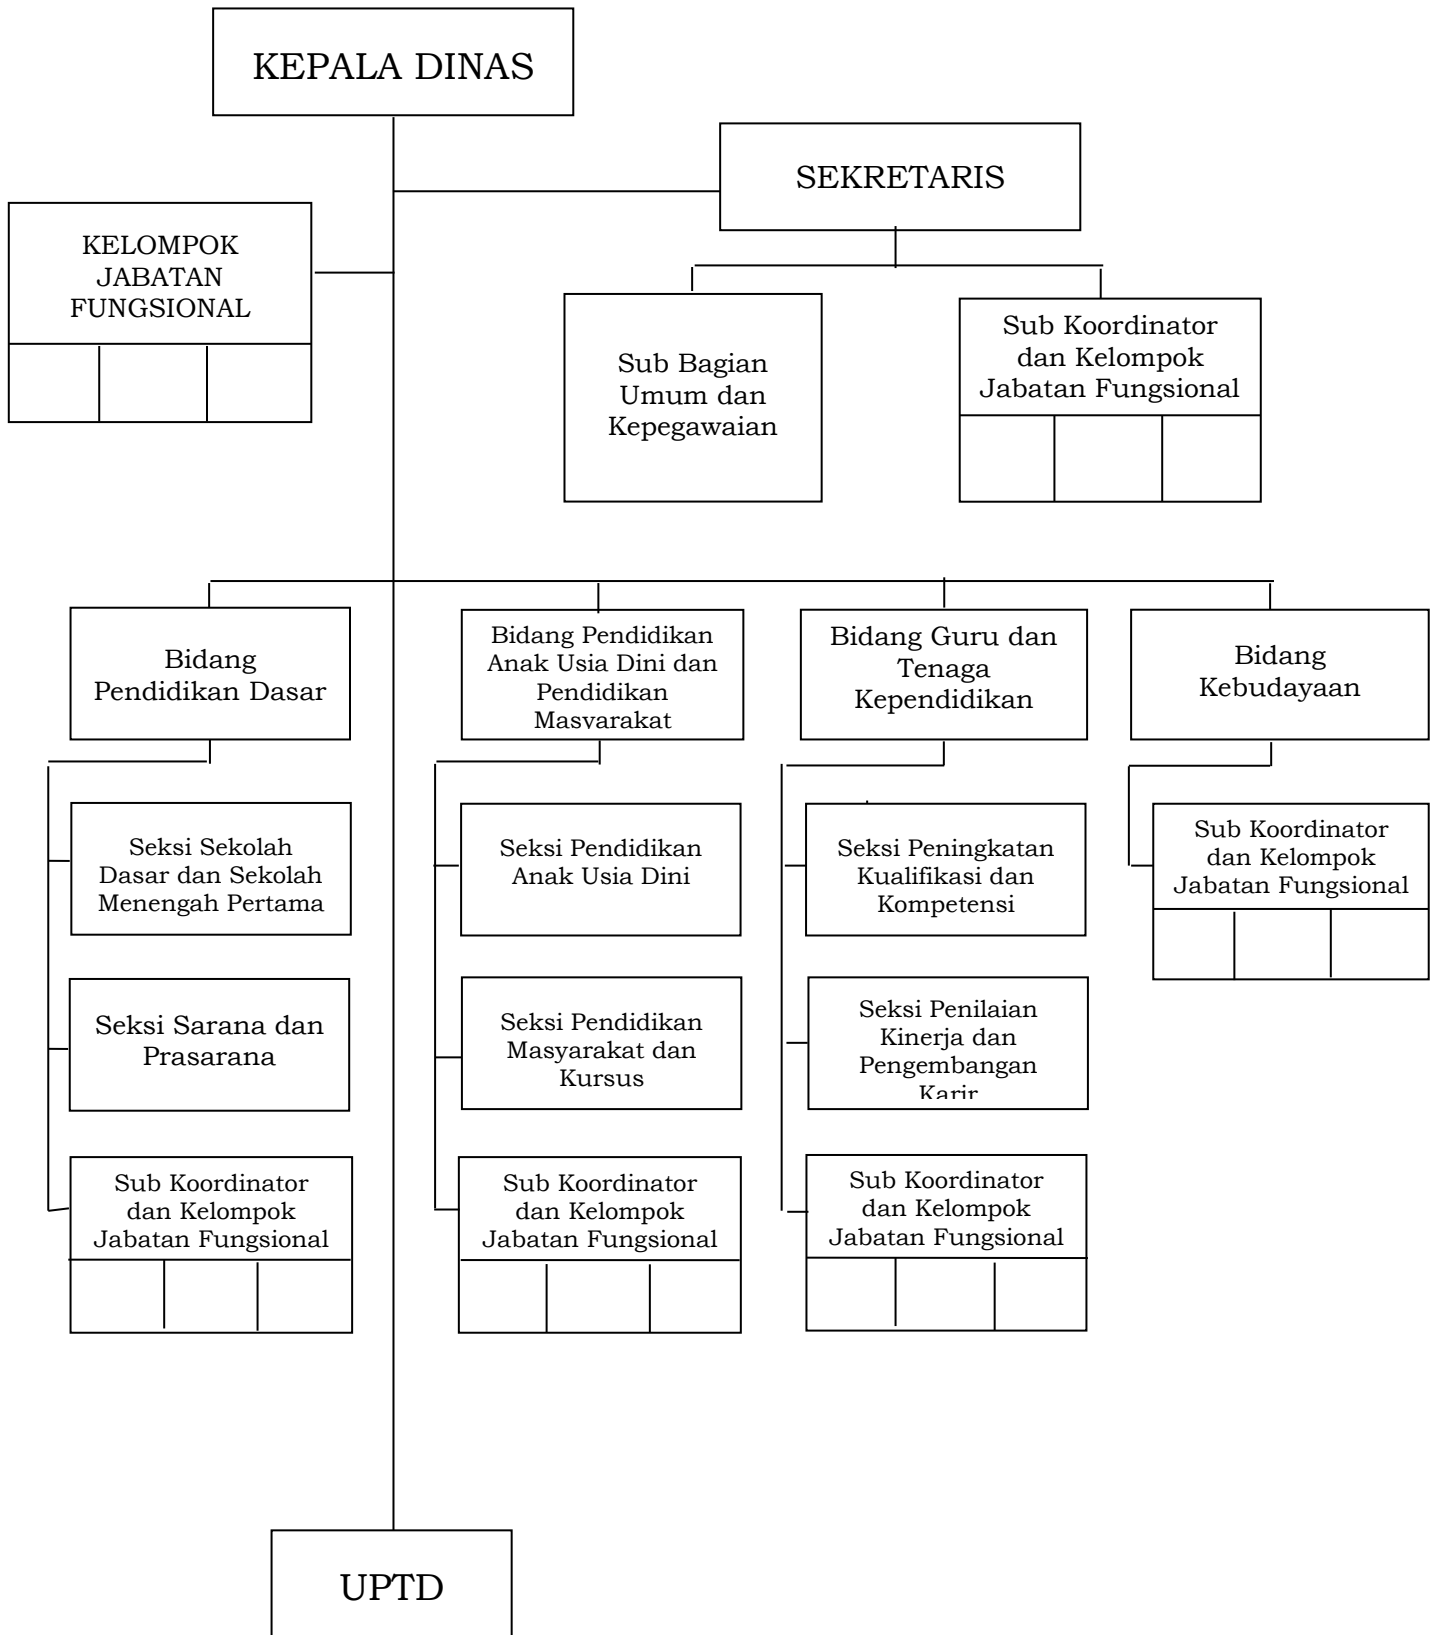 KEPALA DINAS
SEKRETARIS
KELOMPOK
JABATAN
FUNGSIONAL
Sub Bagian
Umum dan
Kepegawaian
Sub Koordinator
dan Kelompok
Jabatan Fungsional
Bidang
Pendidikan Dasar
Bidang Pendidikan
Anak Usia Dini dan
Pendidikan
Masyarakat
Bidang Guru dan
Tenaga
Kependidikan
Bidang
Kebudayaan
Seksi Sekolah
Dasar dan Sekolah
Menengah Pertama
Seksi Pendidikan
Anak Usia Dini
Seksi Peningkatan
Kualifikasi dan
Kompetensi
Sub Koordinator
dan Kelompok
Jabatan Fungsional
Seksi Sarana dan
Prasarana
Seksi Pendidikan
Masyarakat dan
Kursus
Seksi Penilaian
Kinerja dan
Pengembangan
Karir
Sub Koordinator
dan Kelompok
Jabatan Fungsional
Sub Koordinator
dan Kelompok
Jabatan Fungsional
Sub Koordinator
dan Kelompok
Jabatan Fungsional
UPTD